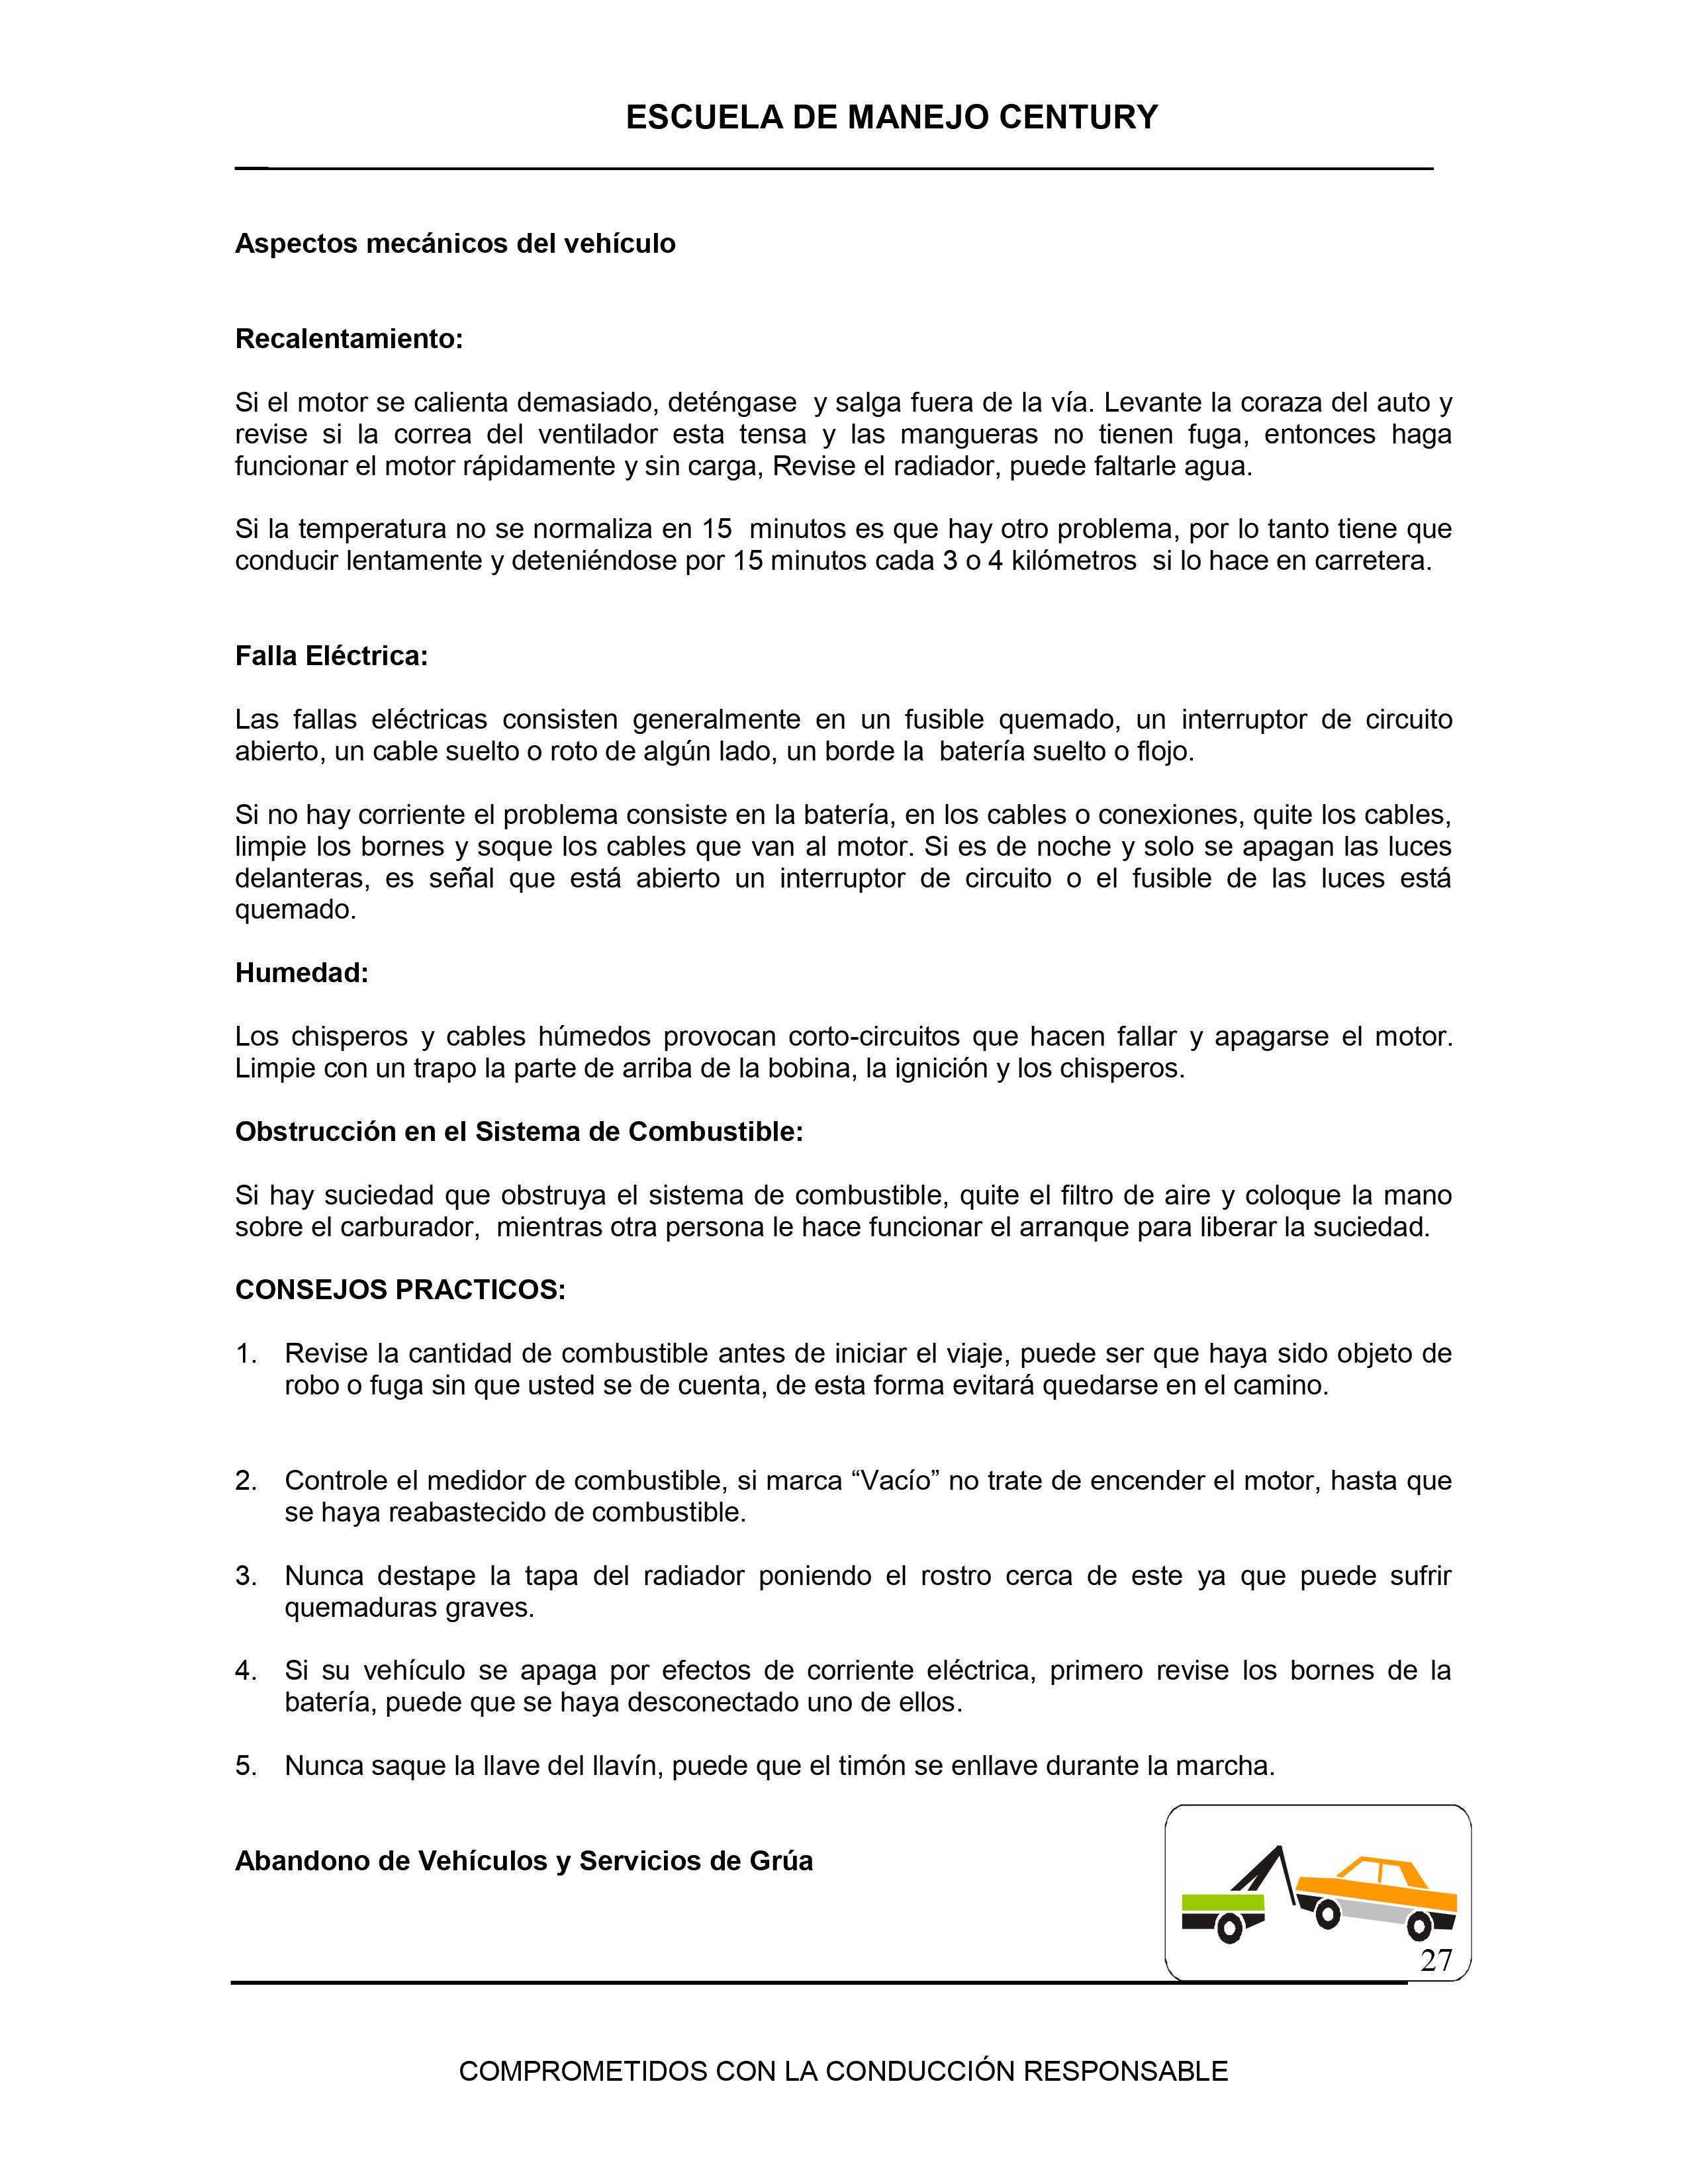 ESCUELA DE MANEJO CENTURY
Aspectos mecánicos del vehículo
Recalentamiento:
Si el motor se calienta demasiado, deténgase  y salga fuera de la vía. Levante la coraza del auto y
revise si la correa del ventilador esta tensa y las mangueras no tienen fuga, entonces haga
funcionar el motor rápidamente y sin carga, Revise el radiador, puede faltarle agua.
Si la temperatura no se normaliza en 15  minutos es que hay otro problema, por lo tanto tiene que
conducir lentamente y deteniéndose por 15 minutos cada 3 o 4 kilómetros  si lo hace en carretera.
Falla Eléctrica:
Las fallas eléctricas consisten generalmente en un fusible quemado, un interruptor de circuito
abierto, un cable suelto o roto de algún lado, un borde la  batería suelto o flojo.
Si no hay corriente el problema consiste en la batería, en los cables o conexiones, quite los cables,
limpie los bornes y soque los cables que van al motor. Si es de noche y solo se apagan las luces
delanteras, es señal que está abierto un interruptor de circuito o el fusible de las luces está
quemado.
Humedad:
Los chisperos y cables húmedos provocan corto-circuitos que hacen fallar y apagarse el motor.
Limpie con un trapo la parte de arriba de la bobina, la ignición y los chisperos.
Obstrucción en el Sistema de Combustible:
Si hay suciedad que obstruya el sistema de combustible, quite el filtro de aire y coloque la mano
sobre el carburador,  mientras otra persona le hace funcionar el arranque para liberar la suciedad.
CONSEJOS PRACTICOS:
1. Revise la cantidad de combustible antes de iniciar el viaje, puede ser que haya sido objeto de
robo o fuga sin que usted se de cuenta, de esta forma evitará quedarse en el camino.
2. Controle el medidor de combustible, si marca “Vacío” no trate de encender el motor, hasta que
se haya reabastecido de combustible.
3. Nunca destape la tapa del radiador poniendo el rostro cerca de este ya que puede sufrir
quemaduras graves.
4. Si su vehículo se apaga por efectos de corriente eléctrica, primero revise los bornes de la
batería, puede que se haya desconectado uno de ellos.
5. Nunca saque la llave del llavín, puede que el timón se enllave durante la marcha.
Abandono de Vehículos y Servicios de Grúa
27
COMPROMETIDOS CON LA CONDUCCIÓN RESPONSABLE